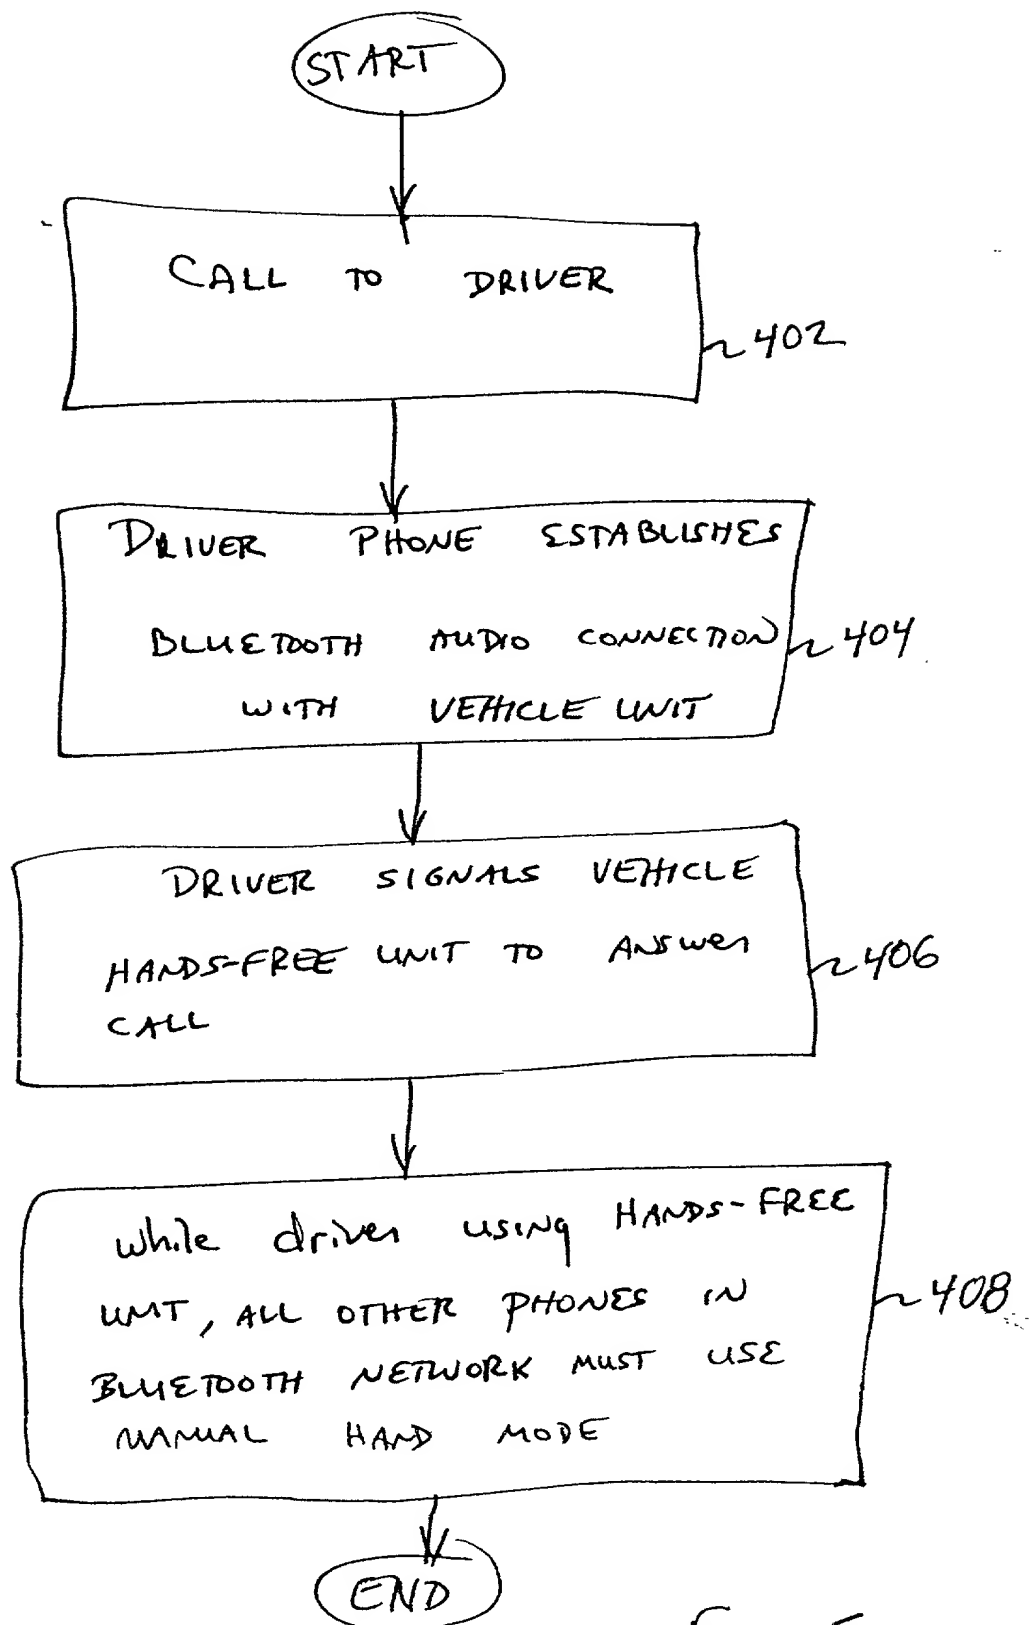 START
CALL TO DRIVER
402
DRIVER PHONE ESTABLISHES
BLUETOOTH AUDIO CONNECTION
404
WITH VEHICLE UNIT
DRIVER SIGNALS VEHICLE
HANDS-FREE UNIT TO ANSWER
406
CALL
while driver using HANDS-FREE
UNIT, ALL OTHER PHONES IN
408
BLUETOOTH NETWORK MUST USE
MANUAL HAND MODE
END